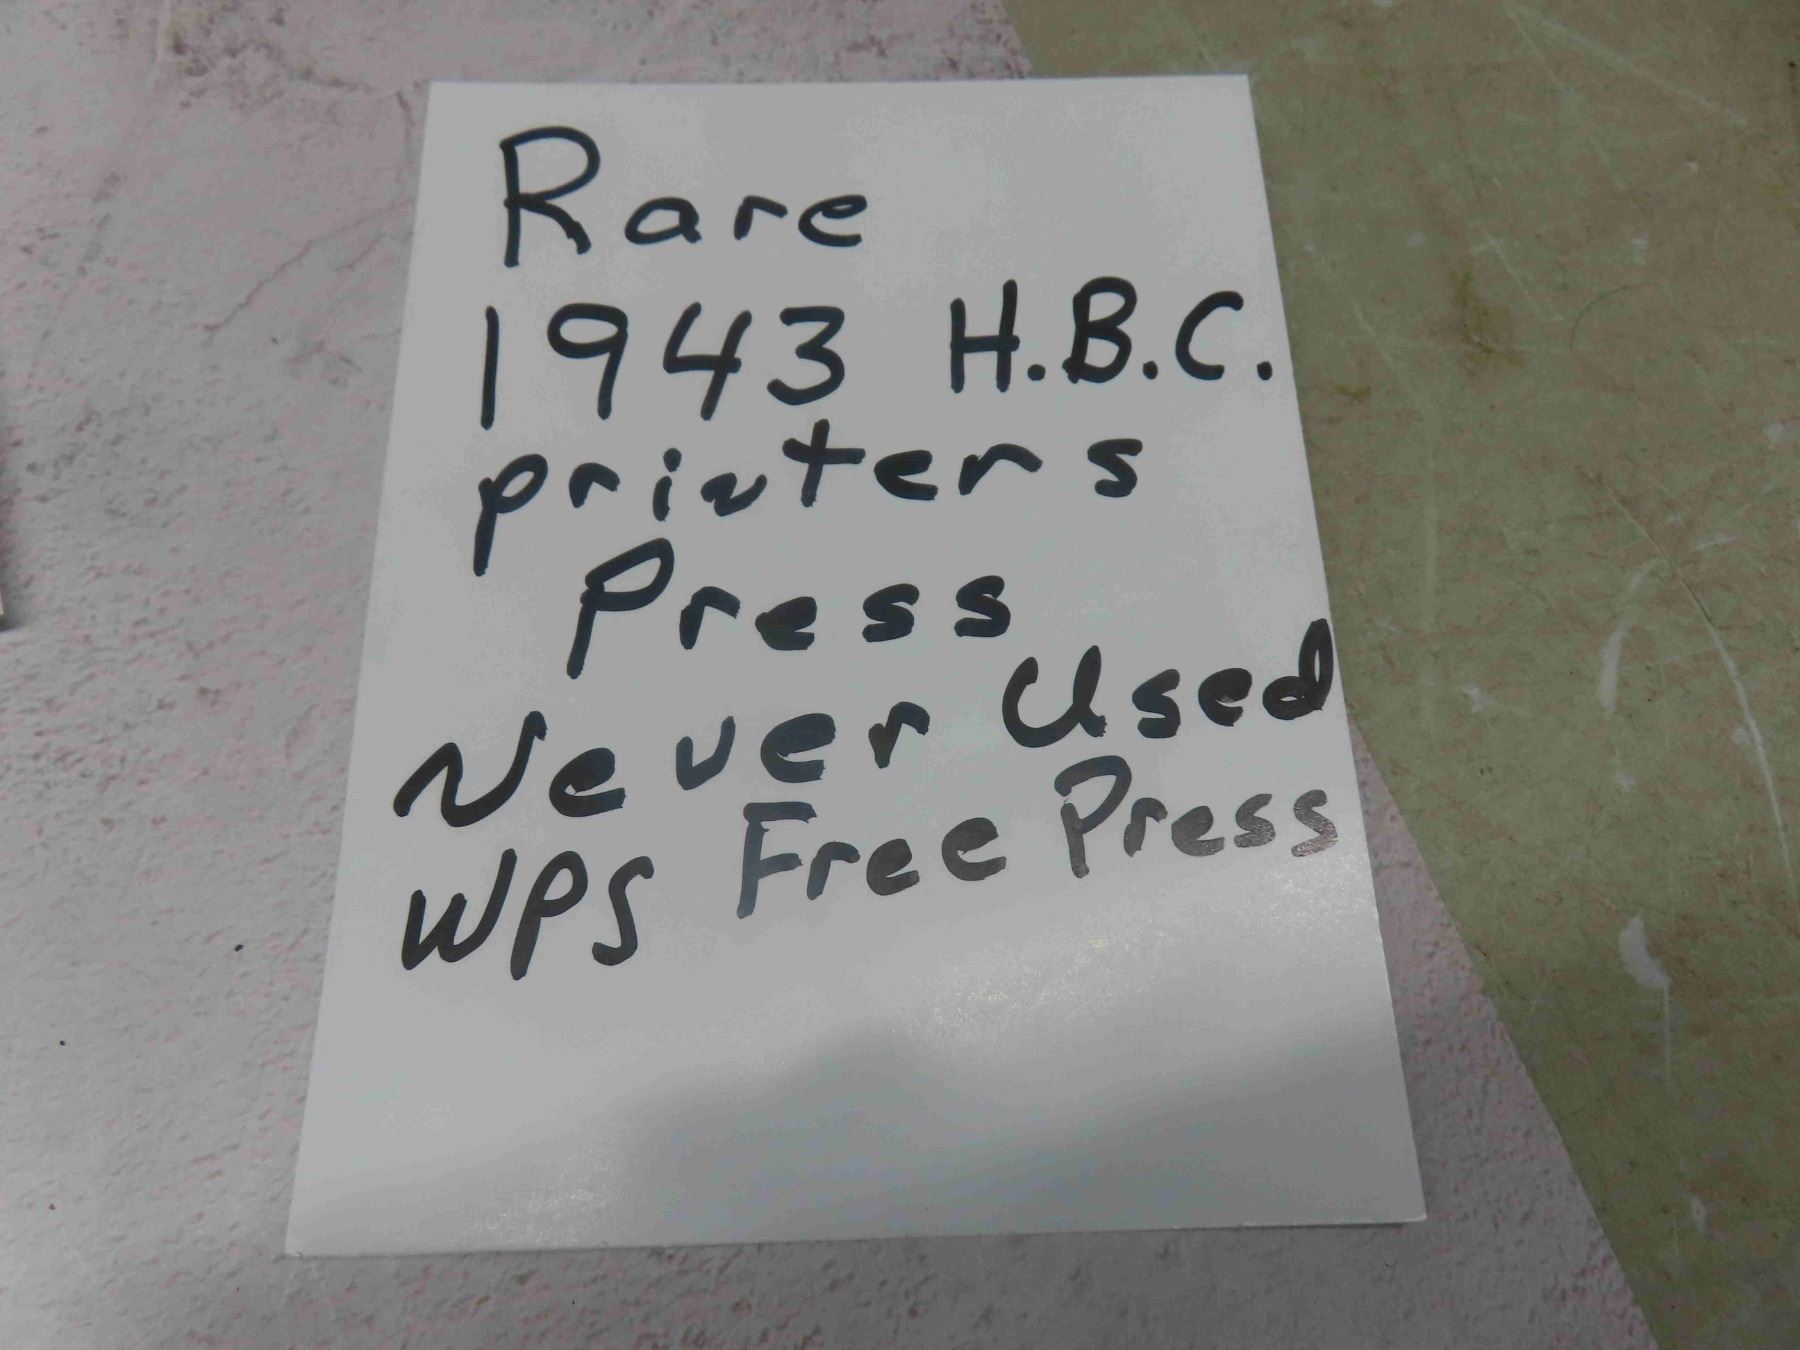 Rare
1943 H.B.C.
printers
Press
Never Used
WPS Free Press